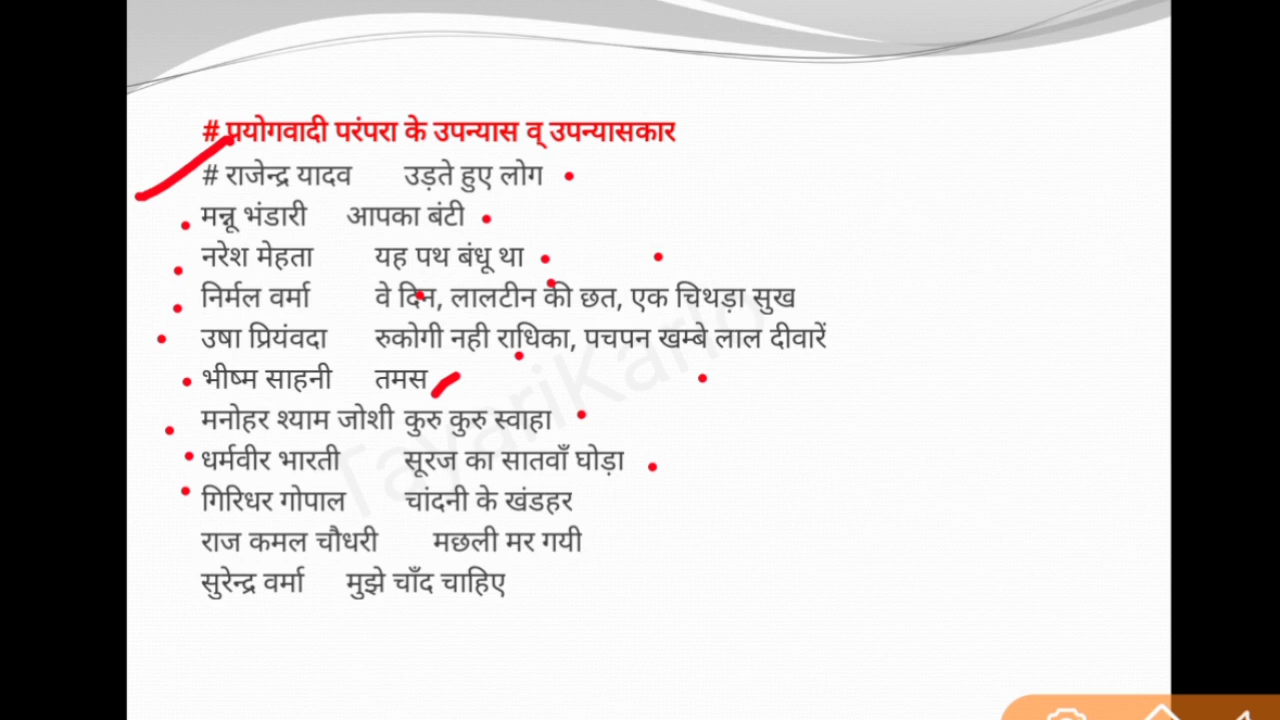 # प्रयोगवादी परंपरा के उपन्यास व् उपन्यासकार
# राजेन्द्र यादव उड़ते हुए लोग
मन्नू भंडारी आपका बंटी
नरेश मेहता यह पथ बंधू था
निर्मल वर्मा वे दिन, लालटीन की छत, एक चिथड़ा सुख
उषा प्रियंवदा रुकोगी नही राधिका, पचपन खम्बे लाल दीवारें
भीष्म साहनी तमस
मनोहर श्याम जोशी कुरु कुरु स्वाहा
धर्मवीर भारती सूरज का सातवाँ घोड़ा
गिरिधर गोपाल चांदनी के खंडहर
राज कमल चौधरी मछली मर गयी
सुरेन्द्र वर्मा मुझे चाँद चाहिए
TaiyariKarlo